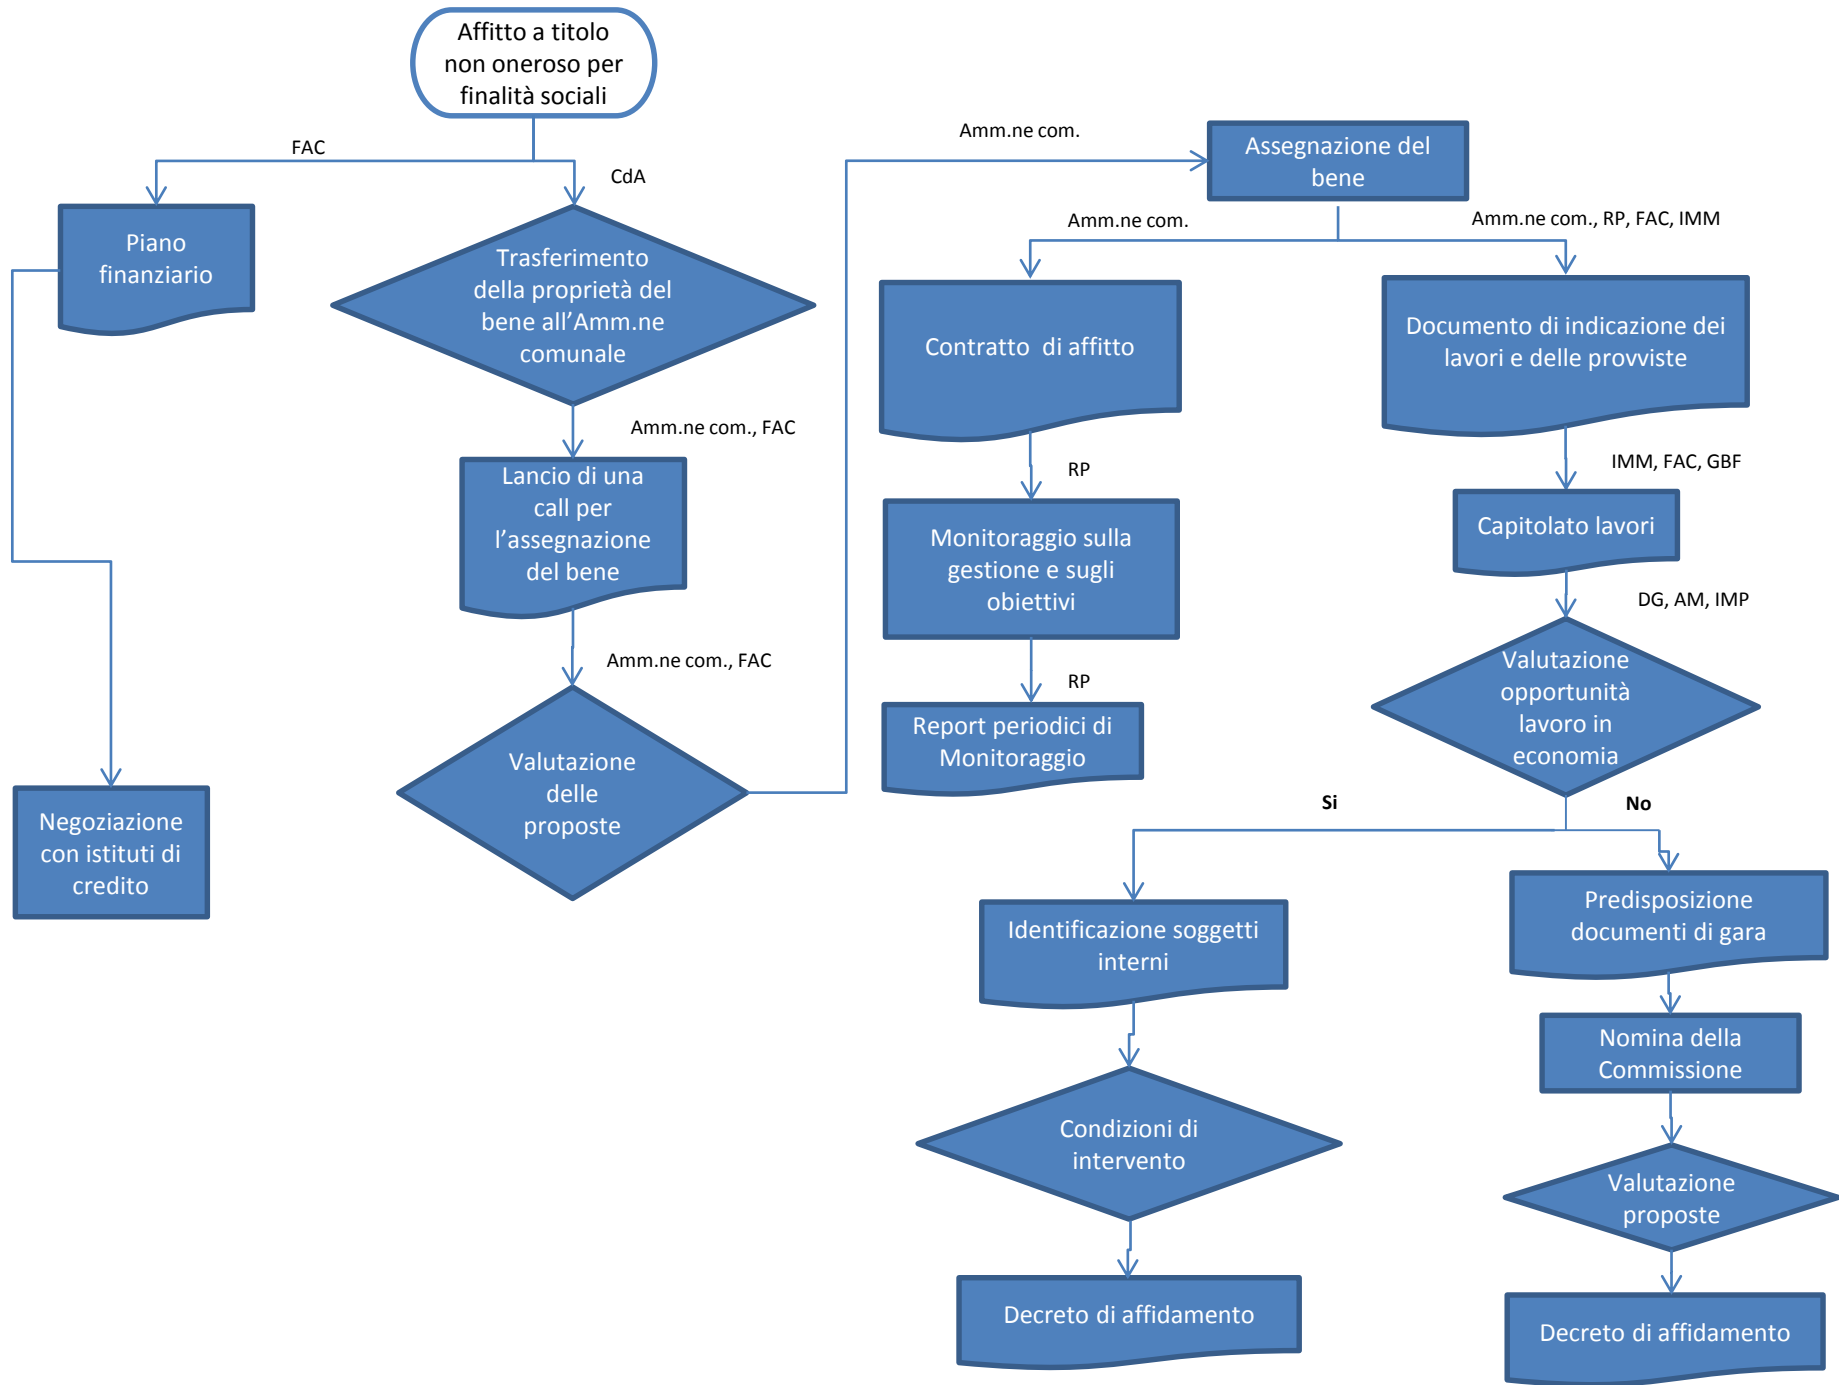 Affitto a titolo
non oneroso per
finalità sociali
FAC
CdA
Piano
finanziario
Trasferimento
della proprietà del
bene all'Amm.ne
comunale
Amm.ne com., FAC
Lancio di una
call per
l'assegnazione
del bene
Amm.ne com., FAC
Valutazione
delle
proposte
Negoziazione
con istituti di
credito
Amm.ne com.
Assegnazione del
bene
Amm.ne com.
Amm.ne com., RP, FAC, IMM
Contratto di affitto
RP
Monitoraggio sulla
gestione e sugli
obiettivi
RP
Report periodici di
Monitoraggio
Documento di indicazione dei
lavori e delle provviste
IMM, FAC, GBF
Capitolato lavori
DG, AM, IMP
Valutazione
opportunità
lavoro in
economia
Si
No
Identificazione soggetti
interni
Condizioni di
intervento
Decreto di affidamento
Predisposizione
documenti di gara
Nomina della
Commissione
Valutazione
proposte
Decreto di affidamento